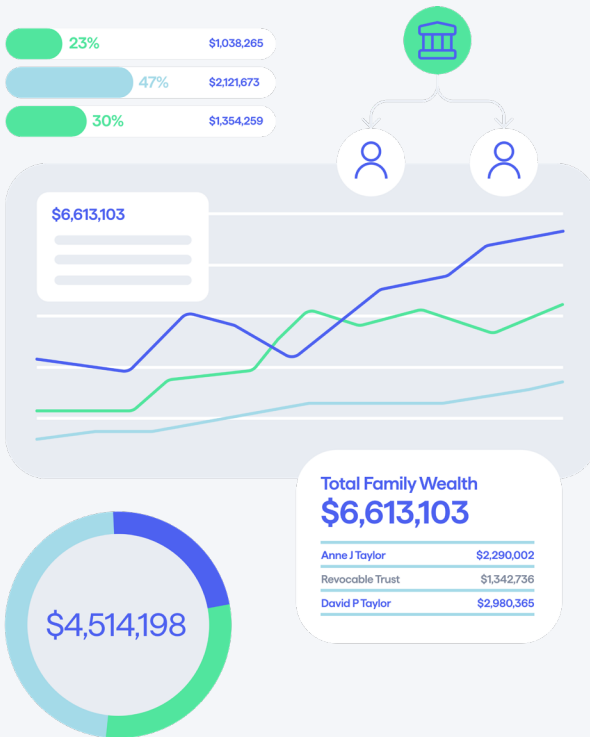 23% $1,038,265
47% $2,121,673
30% $1,354,259
$6,613,103
Total Family Wealth
$6,613,103
Anne J Taylor $2,290,002
Revocable Trust $1,342,736
David P Taylor $2,980,365
$4,514,198